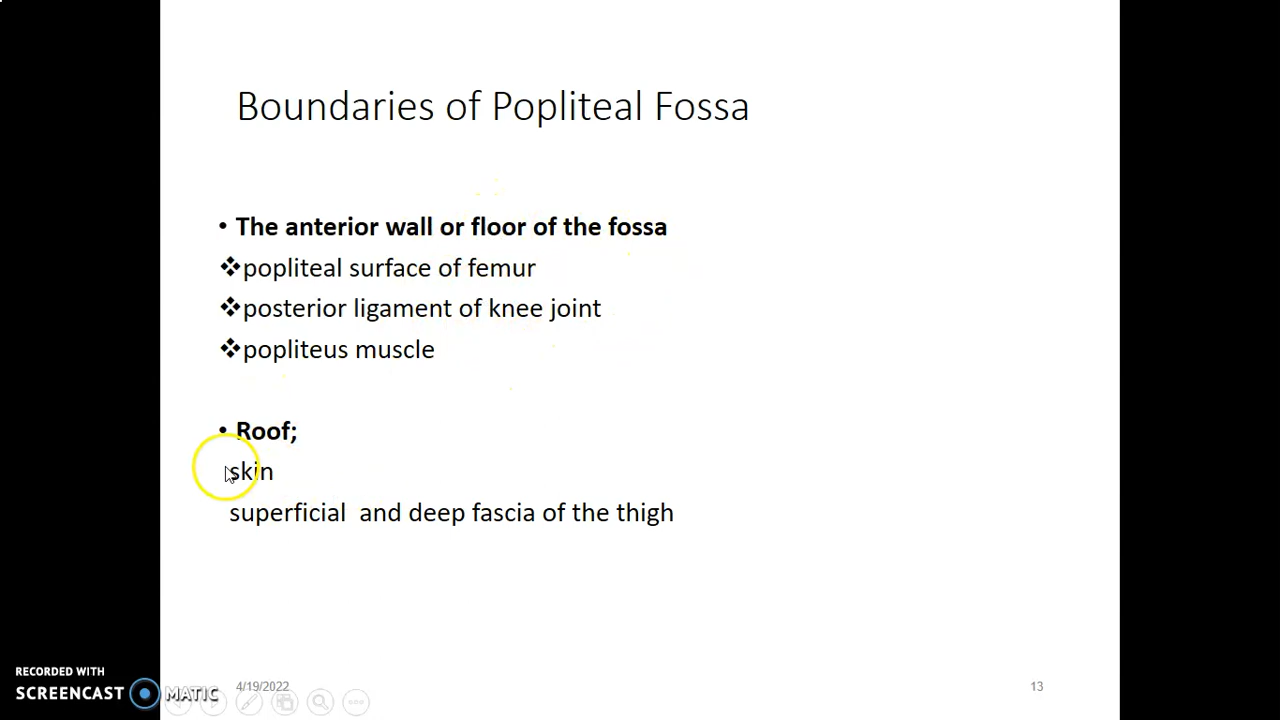 Boundaries of Popliteal Fossa
• The anterior wall or floor of the fossa
❖popliteal surface of femur
❖posterior ligament of knee joint
❖popliteus muscle
• Roof;
skin
superficial and deep fascia of the thigh
RECORDED WITH
SCREENCAST MATIC
4/19/2022
13